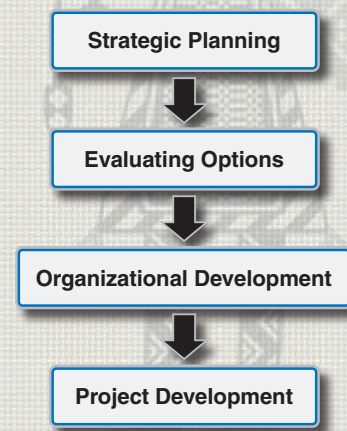 Strategic Planning
Evaluating Options
Organizational Development
Project Development